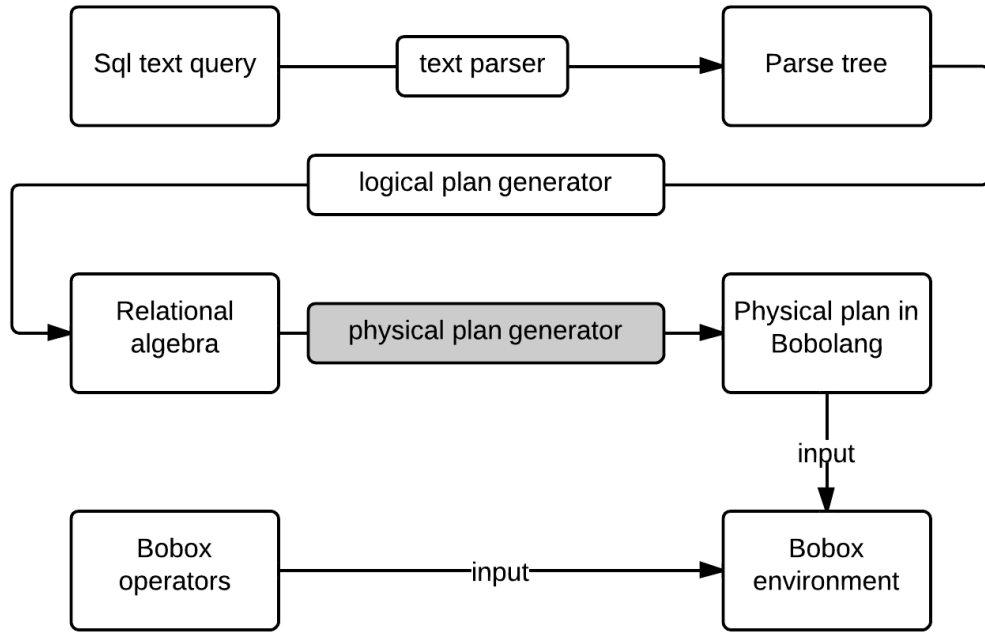 Sql text query
text parser
Parse tree
logical plan generator
Relational
algebra
physical plan generator
Physical plan in
Bobolang
input
Bobox
operators
input
Bobox
environment